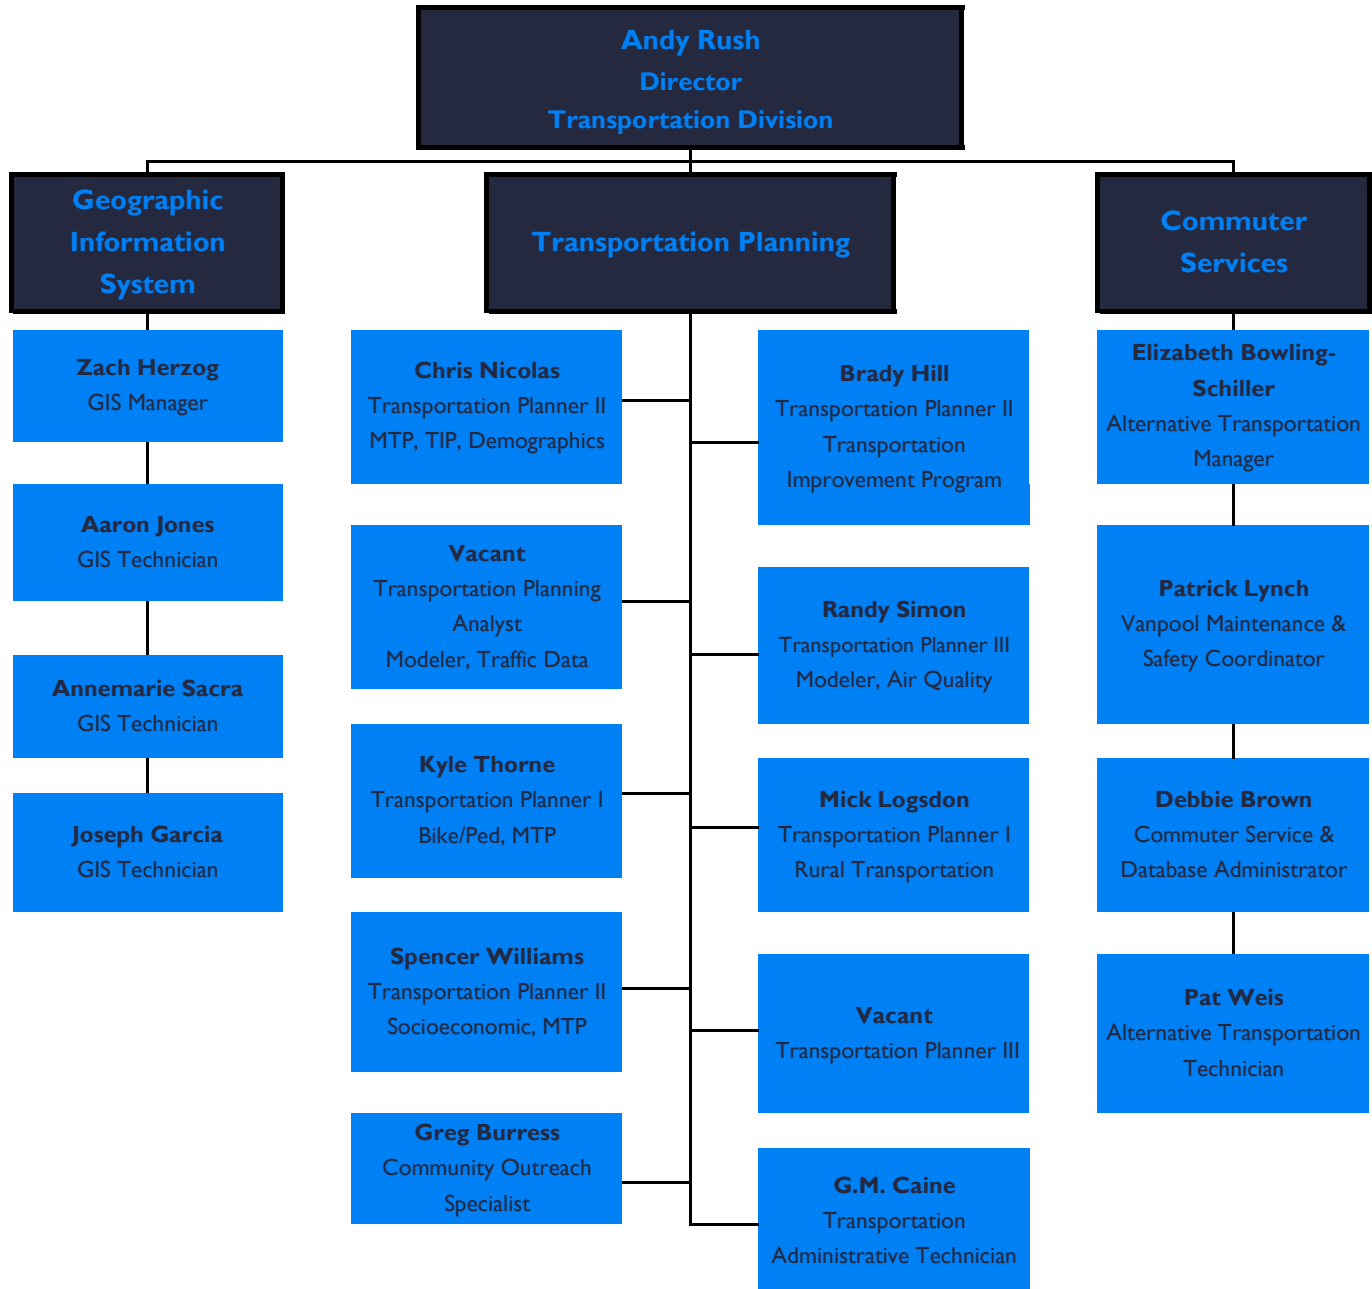 Andy Rush
Director
Transportation Division
Geographic
Information
System
Transportation Planning
Commuter
Services
Zach Herzog
GIS Manager
Aaron Jones
GIS Technician
Annemarie Sacra
GIS Technician
Joseph Garcia
GIS Technician
Chris Nicolas
Transportation Planner II
MTP, TIP, Demographics
Vacant
Transportation Planning
Analyst
Modeler, Traffic Data
Kyle Thorne
Transportation Planner I
Bike/Ped, MTP
Spencer Williams
Transportation Planner II
Socioeconomic, MTP
Greg Burress
Community Outreach
Specialist
Brady Hill
Transportation Planner II
Transportation
Improvement Program
Randy Simon
Transportation Planner III
Modeler, Air Quality
Mick Logsdon
Transportation Planner I
Rural Transportation
Vacant
Transportation Planner III
G.M. Caine
Transportation
Administrative Technician
Elizabeth Bowling-
Schiller
Alternative Transportation
Manager
Patrick Lynch
Vanpool Maintenance &
Safety Coordinator
Debbie Brown
Commuter Service &
Database Administrator
Pat Weis
Alternative Transportation
Technician